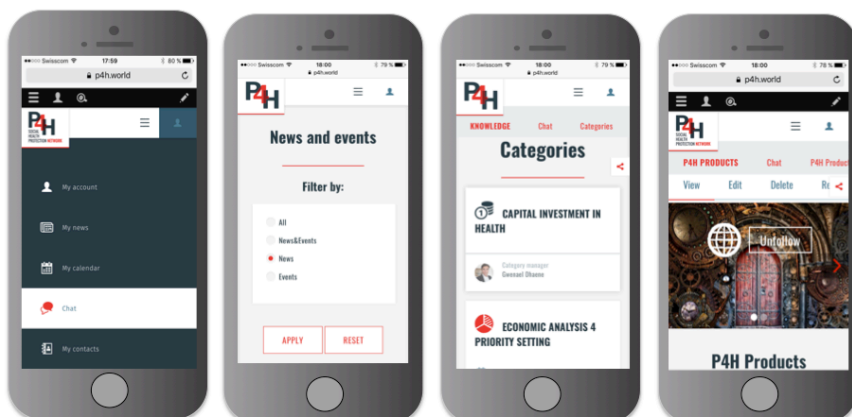 Swisscom 17:59 80 %
p4h.world
P4H
SOCIAL
HEALTH
PROTECTION NETWORK
My account
My news
My calendar
Chat
My contacts
Swisscom 18:00 79 %
p4h.world
P4H
News and events
Filter by:
All
News&Events
News
Events
APPLY RESET
Swisscom 18:00 79 %
p4h.world
P4H
KNOWLEDGE Chat Categories
Categories
CAPITAL INVESTMENT IN
HEALTH
Category manager
Gwenael Dhaene
ECONOMIC ANALYSIS 4
PRIORITY SETTING
Swisscom 18:00 78 %
p4h.world
P4H
SOCIAL
HEALTH
PROTECTION NETWORK
P4H PRODUCTS Chat P4H Product
View Edit Delete Re
Unfollow
P4H Products